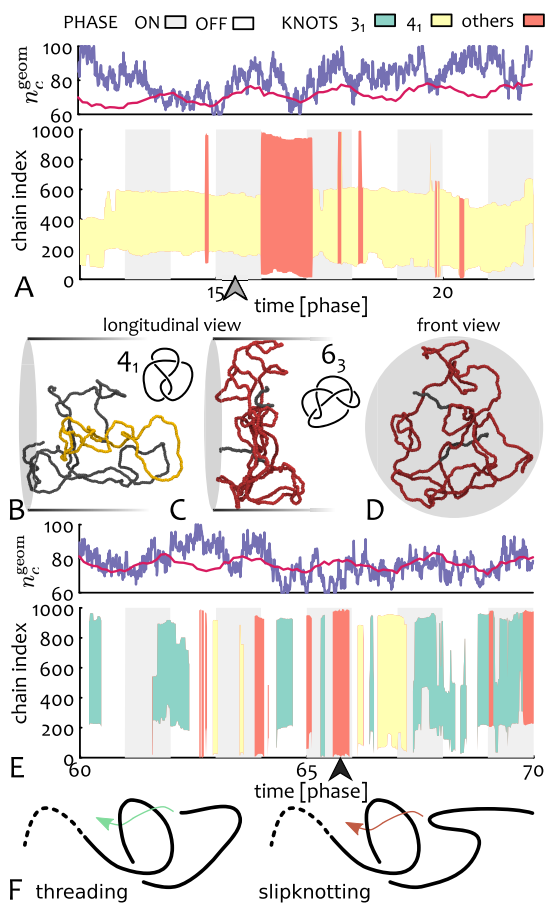 PHASE ON OFF KNOTS 3₁ 4₁ others
100
80
60
n_c^geom
1000
800
600
400
200
0
chain index
A
15
20
time [phase]
longitudinal view
front view
4₁
6₃
B
C
D
100
80
60
n_c^geom
1000
800
600
400
200
0
chain index
E
60
65
70
time [phase]
F
threading
slipknotting